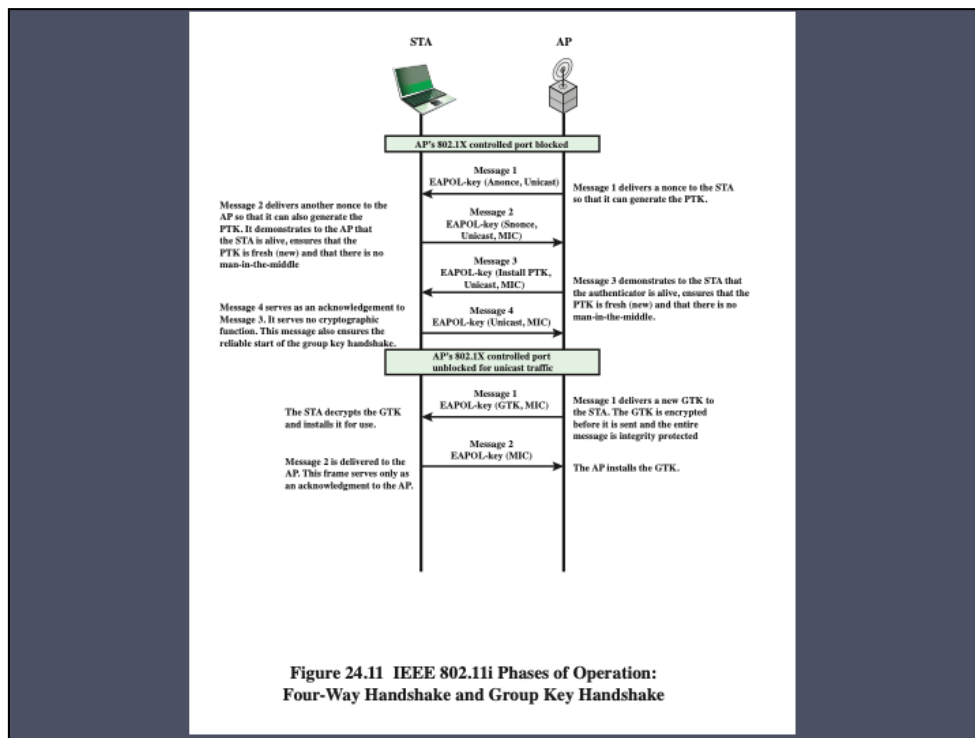 STA
AP
AP's 802.1X controlled port blocked
Message 1
EAPOL-key (Anonce, Unicast)
Message 1 delivers a nonce to the STA
so that it can generate the PTK.
Message 2 delivers another nonce to the
AP so that it can also generate the
PTK. It demonstrates to the AP that
the STA is alive, ensures that the
PTK is fresh (new) and that there is no
man-in-the-middle
Message 2
EAPOL-key (Snonce,
Unicast, MIC)
Message 3
EAPOL-key (Install PTK,
Unicast, MIC)
Message 3 demonstrates to the STA that
the authenticator is alive, ensures that the
PTK is fresh (new) and that there is no
man-in-the-middle.
Message 4 serves as an acknowledgement to
Message 3. It serves no cryptographic
function. This message also ensures the
reliable start of the group key handshake.
Message 4
EAPOL-key (Unicast, MIC)
AP's 802.1X controlled port
unblocked for unicast traffic
Message 1
EAPOL-key (GTK, MIC)
The STA decrypts the GTK
and installs it for use.
Message 1 delivers a new GTK to
the STA. The GTK is encrypted
before it is sent and the entire
message is integrity protected
Message 2
EAPOL-key (MIC)
Message 2 is delivered to the
AP. This frame serves only as
an acknowledgment to the AP.
The AP installs the GTK.
Figure 24.11 IEEE 802.11i Phases of Operation:
Four-Way Handshake and Group Key Handshake